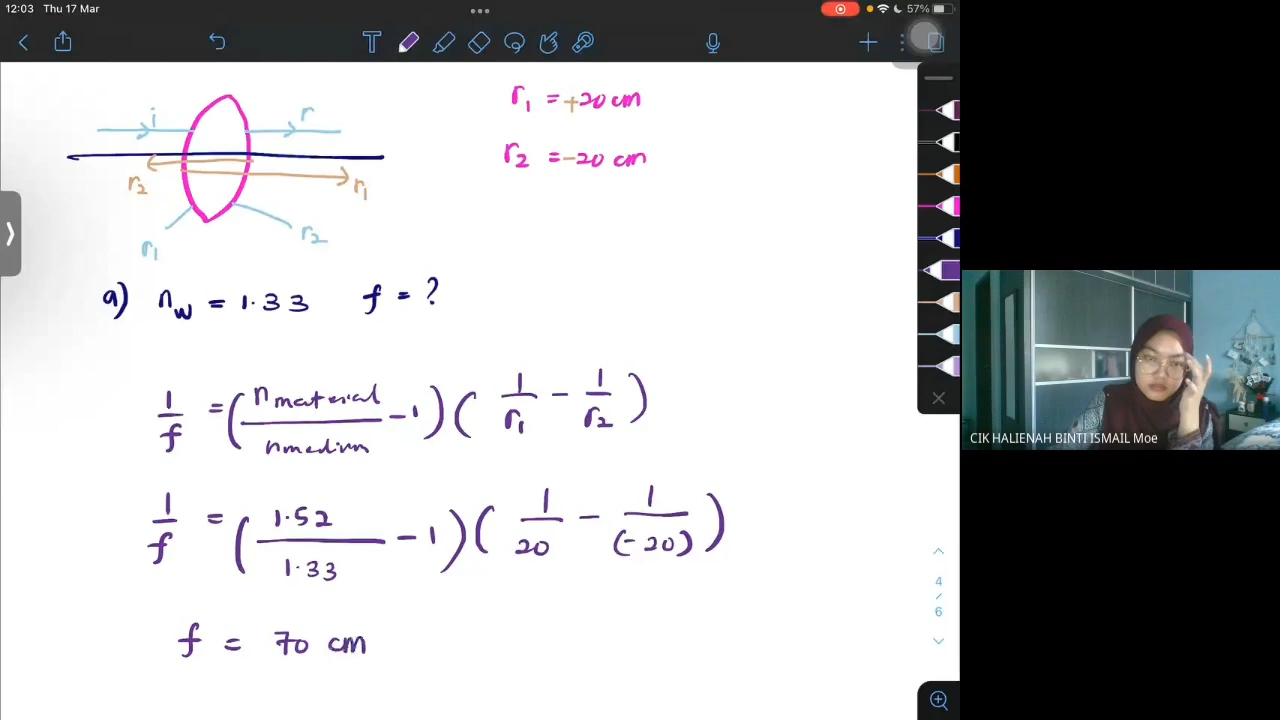 12:03 Thu 17 Mar
57%
T
i
r
r₂
r₁
r₁
r₂
r₁ = +20 cm
r₂ = -20 cm
a) n_w = 1.33 f = ?
1/f = (n material / n medium - 1) ( 1/r₁ - 1/r₂ )
1/f = ( 1.52 / 1.33 - 1 ) ( 1/20 - 1/(-20) )
f = 70 cm
4
/
6
CIK HALIENAH BINTI ISMAIL Moe